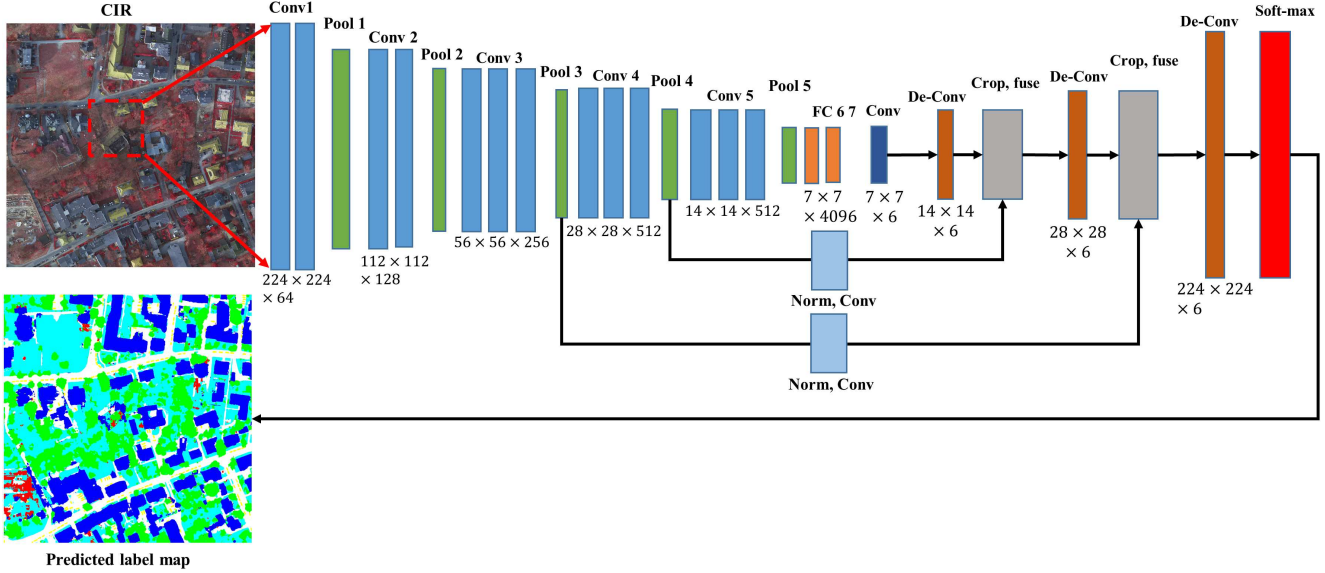 CIR
Conv1
Pool 1
Conv 2
Pool 2
Conv 3
Pool 3
Conv 4
Pool 4
Conv 5
Pool 5
FC 6 7
Conv
De-Conv
Crop, fuse
De-Conv
Crop, fuse
De-Conv
Soft-max
224 × 224
× 64
112 × 112
× 128
56 × 56 × 256
28 × 28 × 512
14 × 14 × 512
7 × 7
× 4096
7 × 7
× 6
14 × 14
× 6
28 × 28
× 6
224 × 224
× 6
Norm, Conv
Norm, Conv
Predicted label map